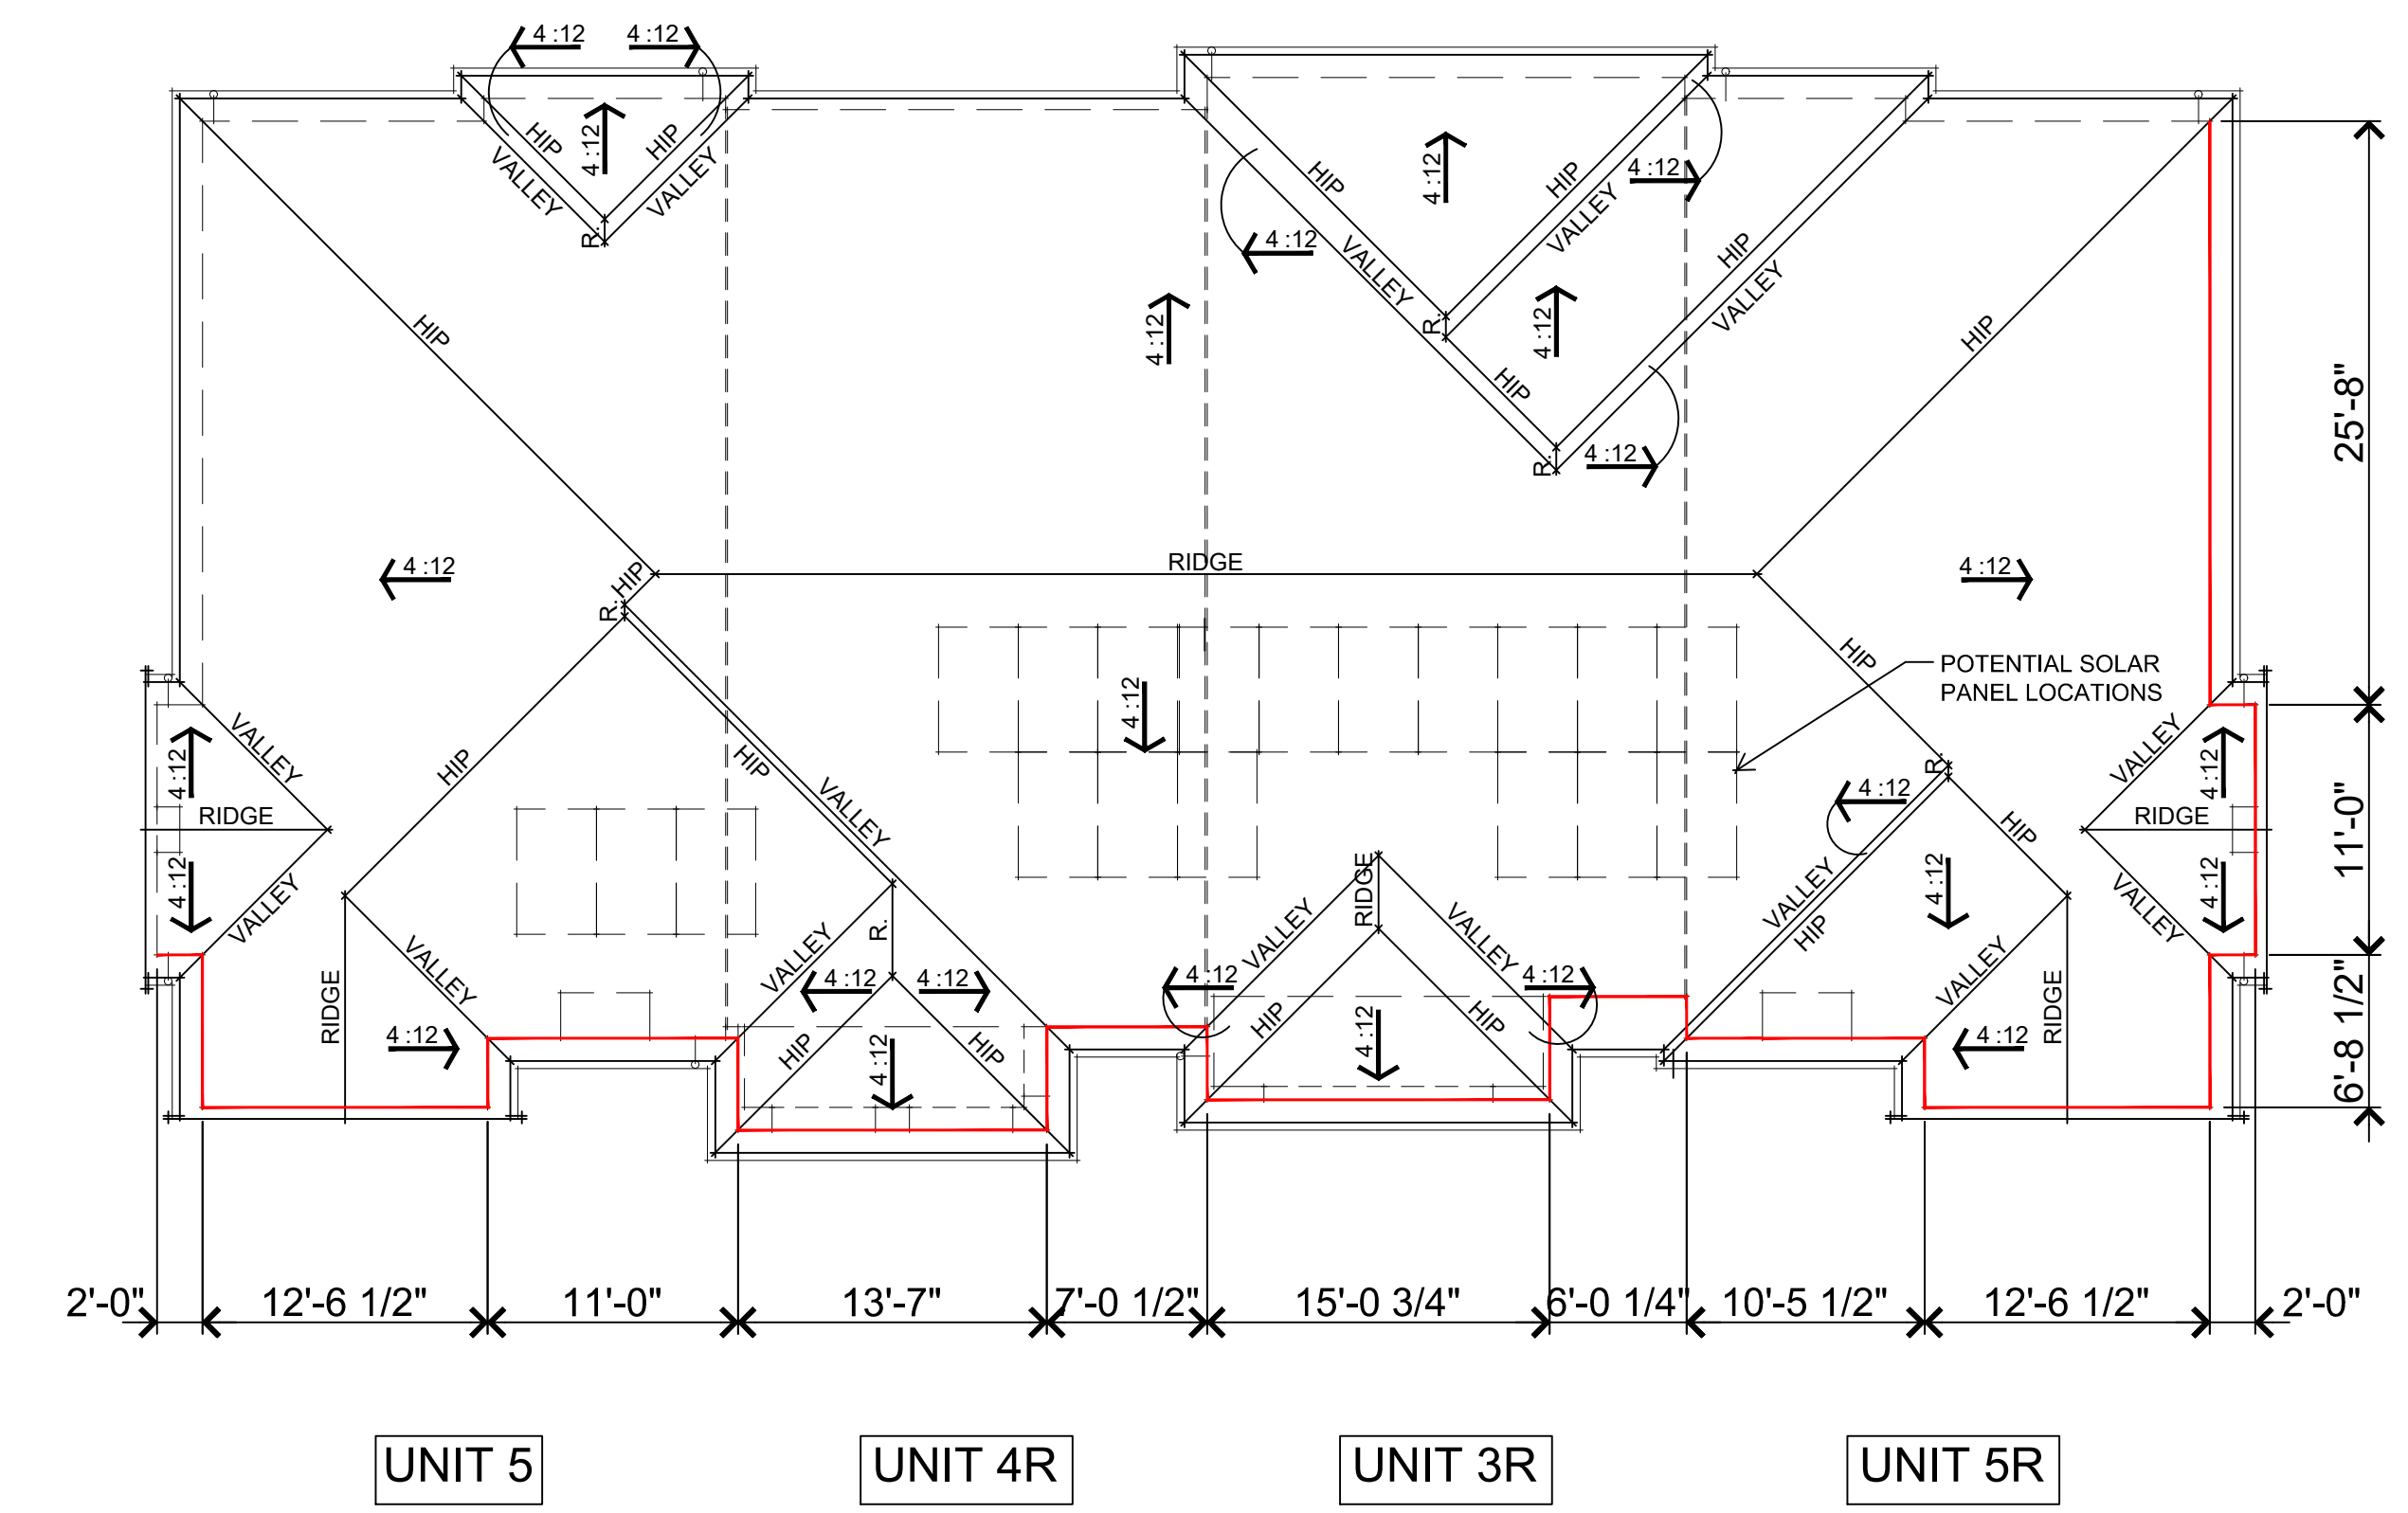 4 :12
4 :12
HIP
4 :12
HIP
VALLEY
VALLEY
R.
HIP
4 :12
HIP
VALLEY
4 :12
4 :12
VALLEY
HIP
VALLEY
HIP
4 :12
4 :12
HIP
R.
HIP
R.
4 :12
25'-8"
4 :12
HIP
R.
RIDGE
4 :12
HIP
POTENTIAL SOLAR
PANEL LOCATIONS
4 :12
VALLEY
4 :12
HIP
HIP
VALLEY
R.
4 :12
VALLEY
4 :12
RIDGE
HIP
RIDGE
11'-0"
4 :12
VALLEY
4 :12
RIDGE
VALLEY
4 :12
VALLEY
HIP
VALLEY
4 :12
VALLEY
R.
VALLEY
VALLEY
RIDGE
4 :12
4 :12
4 :12
4 :12
4 :12
HIP
4 :12
HIP
HIP
4 :12
HIP
VALLEY
4 :12
RIDGE
6'-8 1/2"
2'-0"
12'-6 1/2"
11'-0"
13'-7"
7'-0 1/2"
15'-0 3/4"
6'-0 1/4"
10'-5 1/2"
12'-6 1/2"
2'-0"
UNIT 5
UNIT 4R
UNIT 3R
UNIT 5R